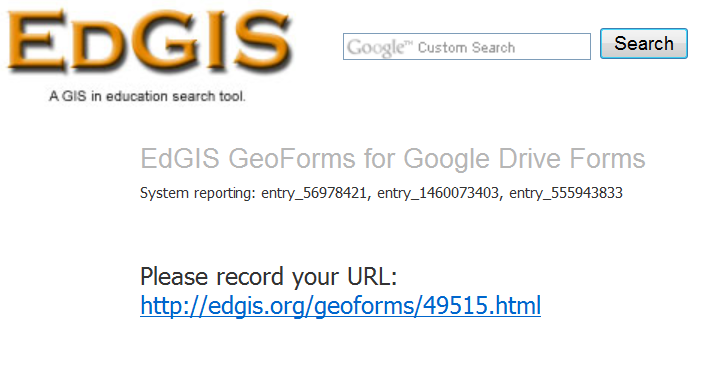 EDGIS
Google™ Custom Search
Search
A GIS in education search tool.
EdGIS GeoForms for Google Drive Forms
System reporting: entry_56978421, entry_1460073403, entry_555943833
Please record your URL:
http://edgis.org/geoforms/49515.html